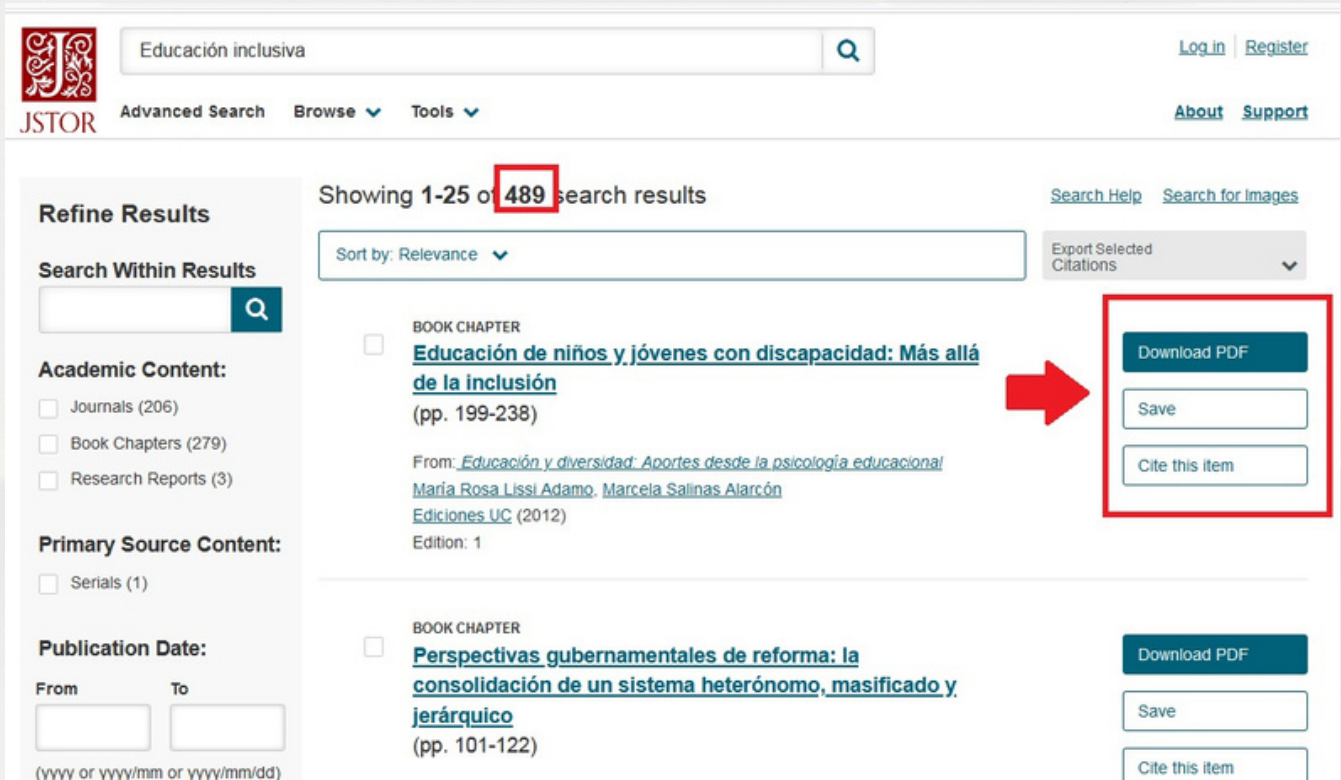 Educación inclusiva
Log in
Register
JSTOR
Advanced Search
Browse
Tools
About
Support
Refine Results
Search Within Results
Academic Content:
Journals (206)
Book Chapters (279)
Research Reports (3)
Primary Source Content:
Serials (1)
Publication Date:
From
To
(yyyy or yyyy/mm or yyyy/mm/dd)
Showing 1-25 of 489 search results
Search Help
Search for Images
Sort by: Relevance
Export Selected
Citations
BOOK CHAPTER
Educación de niños y jóvenes con discapacidad: Más allá
de la inclusión
(pp. 199-238)
From: Educación y diversidad: Aportes desde la psicología educacional
María Rosa Lissi Adamo, Marcela Salinas Alarcón
Ediciones UC (2012)
Edition: 1
Download PDF
Save
Cite this item
BOOK CHAPTER
Perspectivas gubernamentales de reforma: la
consolidación de un sistema heterónomo, masificado y
jerárquico
(pp. 101-122)
Download PDF
Save
Cite this item